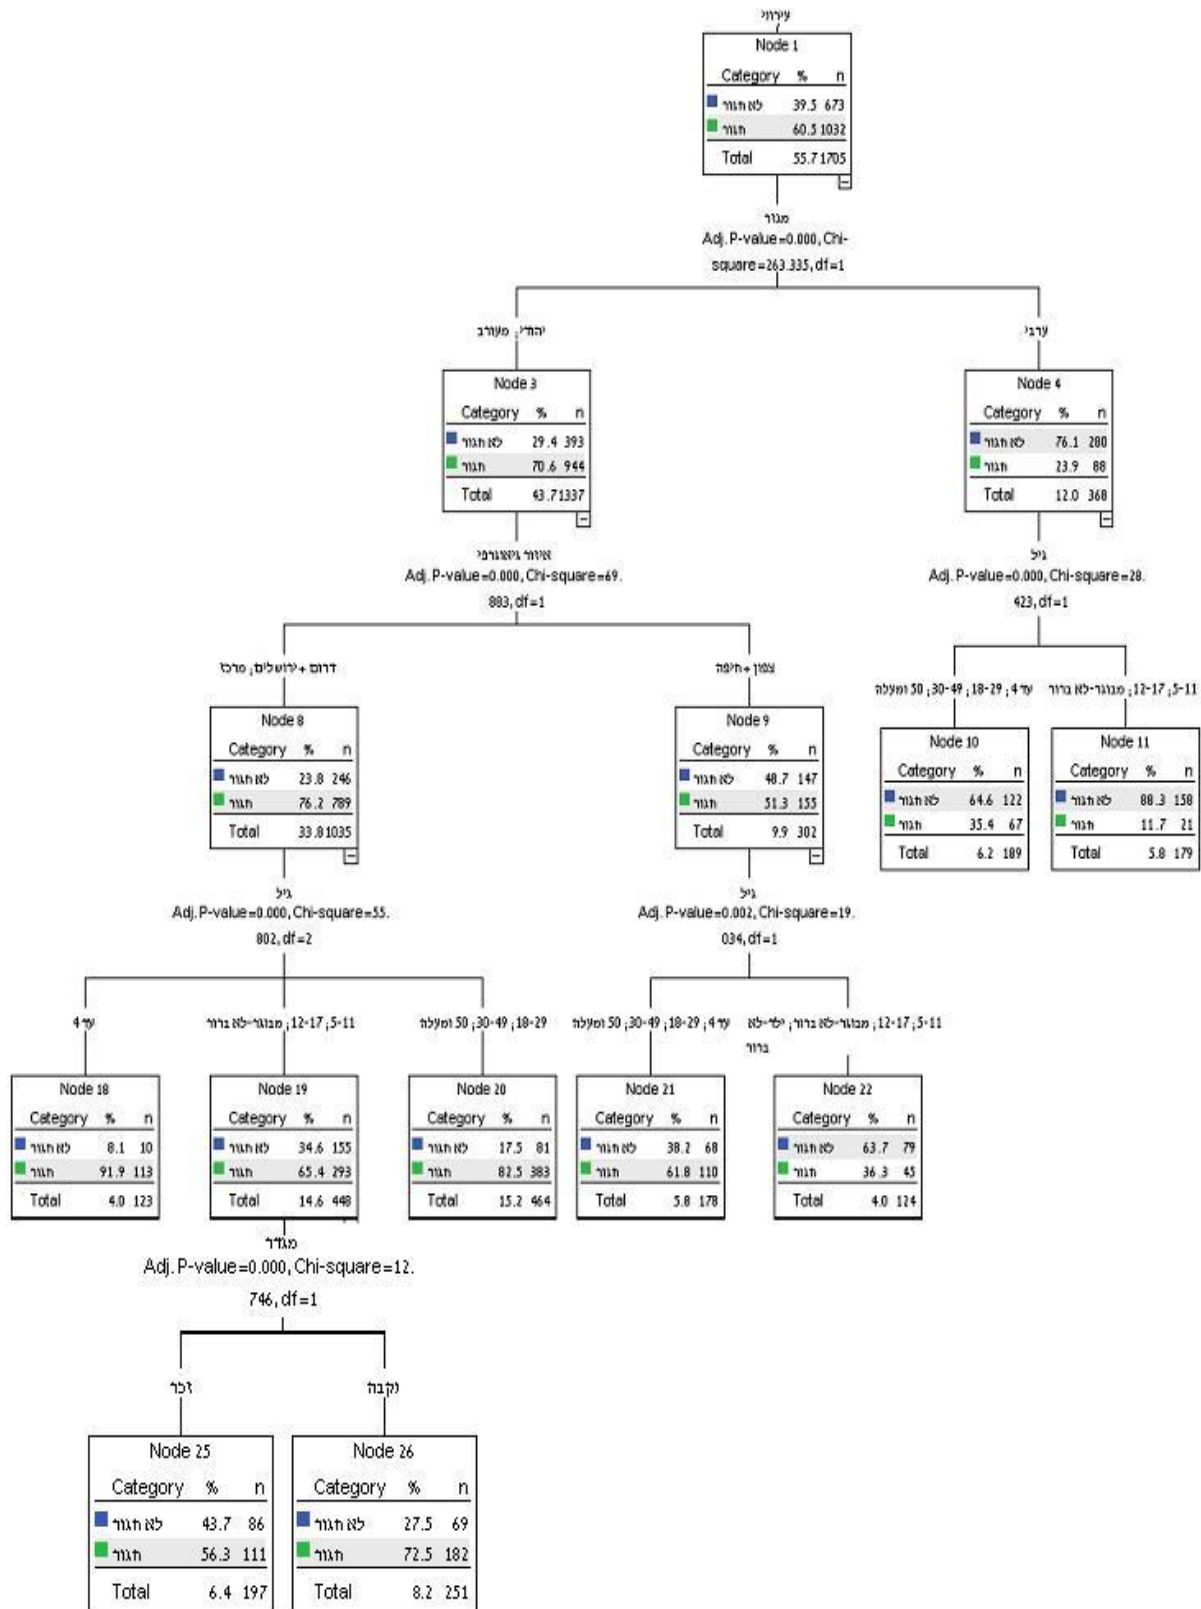 עירוני
Node 1
Category % n
לא חגור 39.5 673
חגור 60.5 1032
Total 55.7 1705
מגזר
Adj. P-value=0.000, Chi-
square=263.335, df=1
יהודי; מעורב
ערבי
Node 3
Category % n
לא חגור 29.4 393
חגור 70.6 944
Total 43.7 1337
Node 4
Category % n
לא חגור 76.1 280
חגור 23.9 88
Total 12.0 368
איזור גיאוגרפי
Adj. P-value=0.000, Chi-square=69.
883, df=1
גיל
Adj. P-value=0.000, Chi-square=28.
423, df=1
דרום +ירושלים; מרכז
צפון +חיפה
עד 4; 18-29; 30-49; 50 ומעלה
5-11; 12-17; מבוגר-לא ברור
Node 8
Category % n
לא חגור 23.8 246
חגור 76.2 789
Total 33.8 1035
Node 9
Category % n
לא חגור 48.7 147
חגור 51.3 155
Total 9.9 302
Node 10
Category % n
לא חגור 64.6 122
חגור 35.4 67
Total 6.2 189
Node 11
Category % n
לא חגור 88.3 158
חגור 11.7 21
Total 5.8 179
גיל
Adj. P-value=0.000, Chi-square=55.
802, df=2
גיל
Adj. P-value=0.002, Chi-square=19.
034, df=1
עד 4
5-11; 12-17; מבוגר-לא ברור
18-29; 30-49; 50 ומעלה
עד 4; 18-29; 30-49; 50 ומעלה
5-11; 12-17; מבוגר-לא ברור; ילד-לא
ברור
Node 18
Category % n
לא חגור 8.1 10
חגור 91.9 113
Total 4.0 123
Node 19
Category % n
לא חגור 34.6 155
חגור 65.4 293
Total 14.6 448
Node 20
Category % n
לא חגור 17.5 81
חגור 82.5 383
Total 15.2 464
Node 21
Category % n
לא חגור 38.2 68
חגור 61.8 110
Total 5.8 178
Node 22
Category % n
לא חגור 63.7 79
חגור 36.3 45
Total 4.0 124
מגדר
Adj. P-value=0.000, Chi-square=12.
746, df=1
זכר
נקבה
Node 25
Category % n
לא חגור 43.7 86
חגור 56.3 111
Total 6.4 197
Node 26
Category % n
לא חגור 27.5 69
חגור 72.5 182
Total 8.2 251